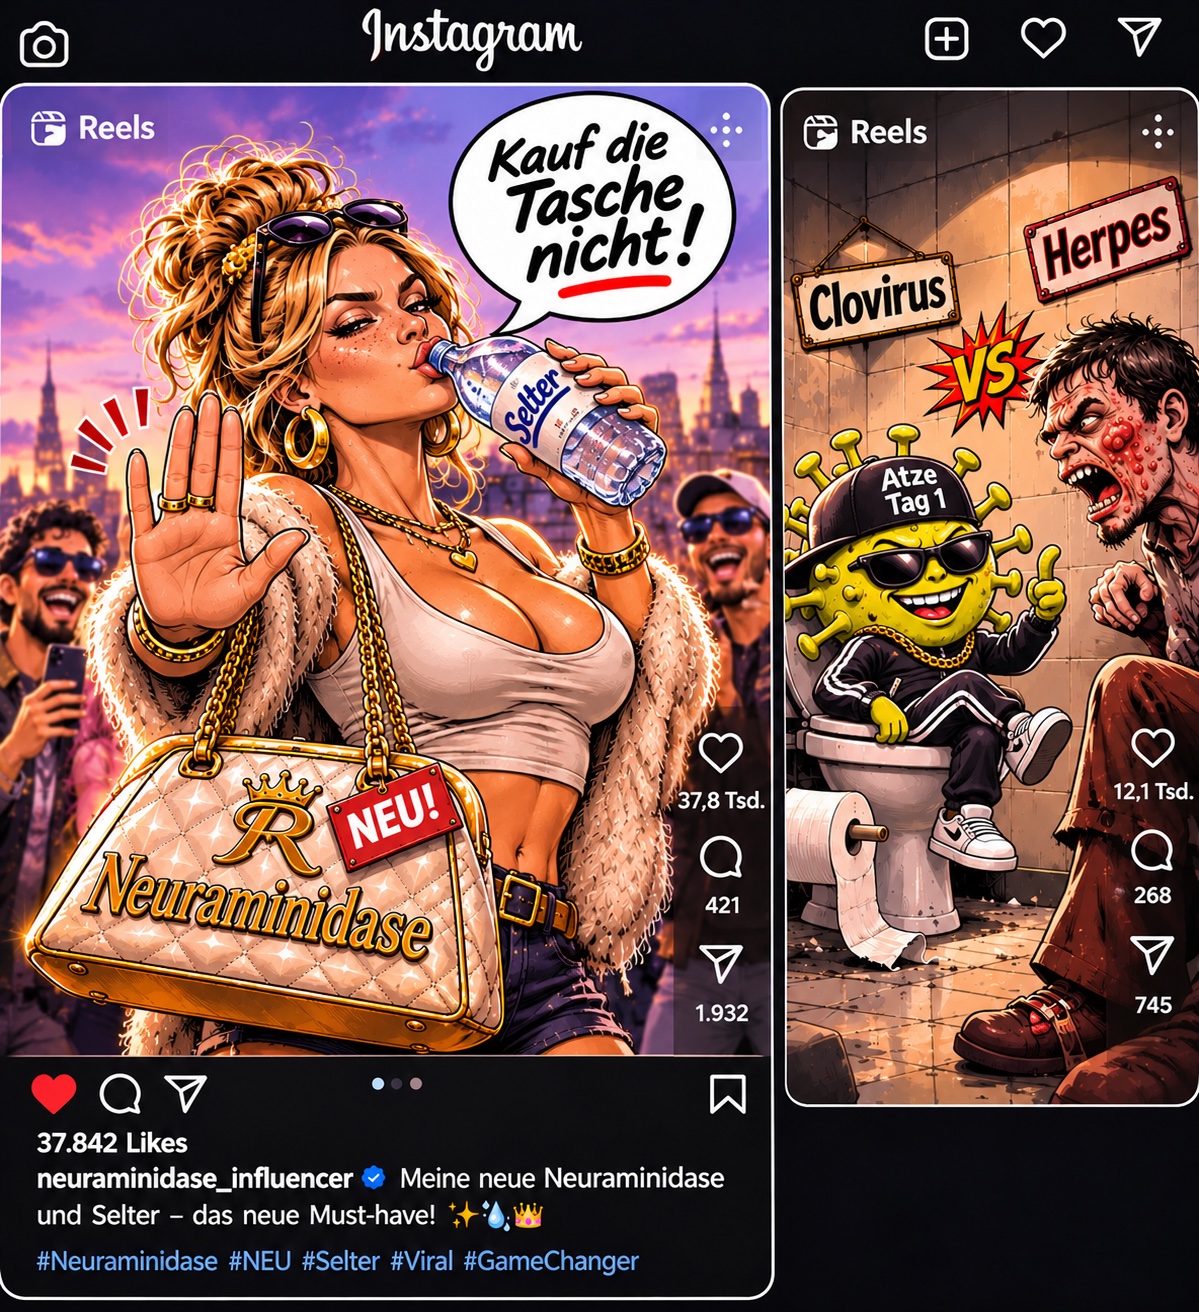 Instagram
Reels
Kauf die
Tasche
nicht!
Selter
NEU!
R
Neuraminidase
37,8 Tsd.
421
1.932
37.842 Likes
neuraminidase_influencer Meine neue Neuraminidase
und Selter – das neue Must-have! ✨💦👑
#Neuraminidase #NEU #Selter #Viral #GameChanger
Reels
Clovirus
Herpes
VS
Atze
Tag 1
12,1 Tsd.
268
745